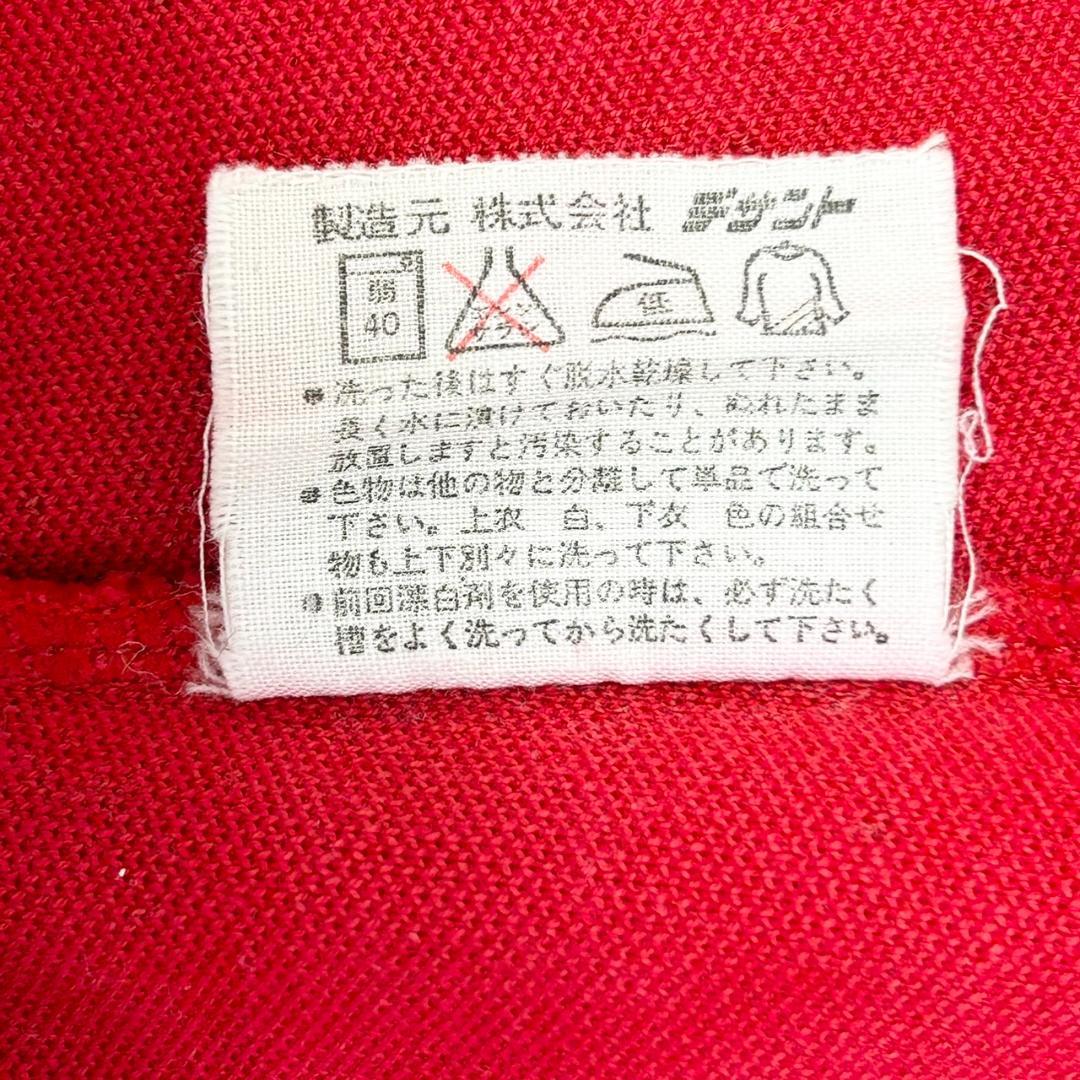 製造元 株式会社 デサント
弱
40
低
●洗った後はすぐ脱水乾燥して下さい。
長く水に漬けておいたり、ぬれたまま
放置しますと汚染することがあります。
●色物は他の物と分離して単品で洗って
下さい。上衣 白、下衣 色の組合せ
物も上下別々に洗って下さい。
●前回漂白剤を使用の時は、必ず洗たく
槽をよく洗ってから洗たくして下さい。